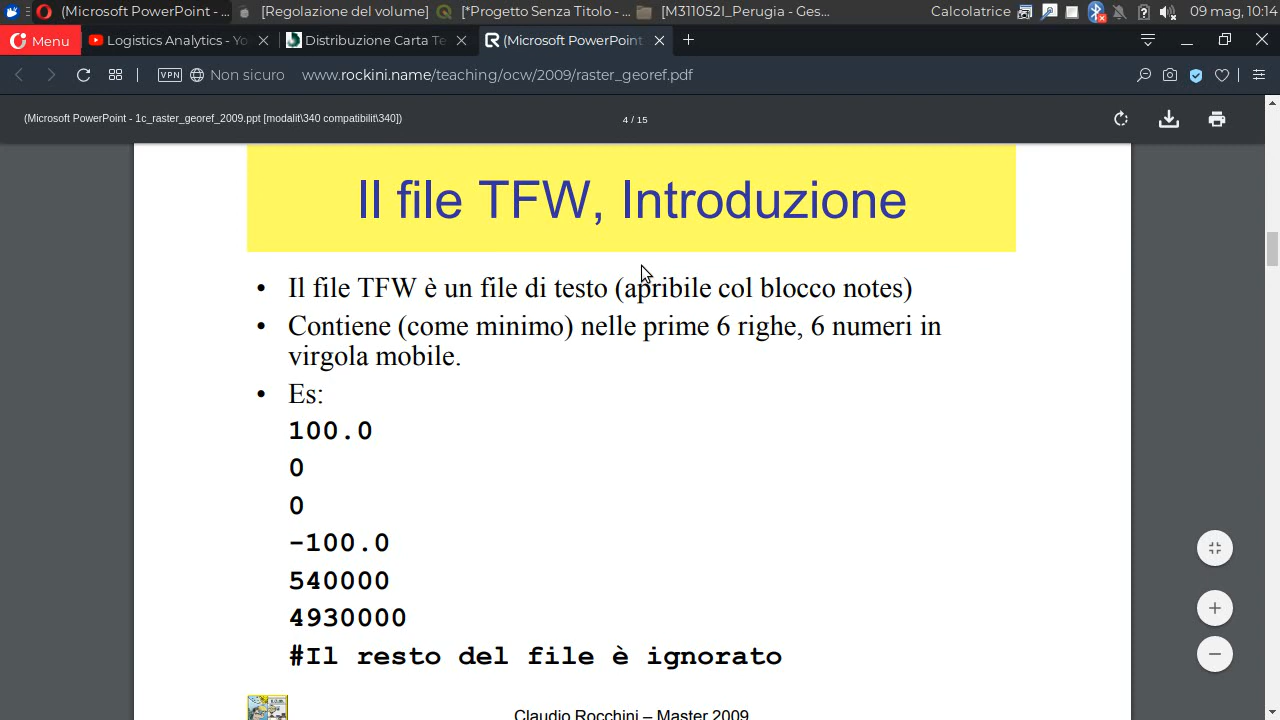 (Microsoft PowerPoint - ... [Regolazione del volume] [*Progetto Senza Titolo - ... [M311052I_Perugia - Ges... Calcolatrice 09 mag, 10:14
Menu Logistics Analytics - Yo Distribuzione Carta Te (Microsoft PowerPoint
VPN Non sicuro www.rockini.name/teaching/ocw/2009/raster_georef.pdf
(Microsoft PowerPoint - 1c_raster_georef_2009.ppt [modalit\340 compatibilit\340]) 4 / 15
Il file TFW, Introduzione
• Il file TFW è un file di testo (apribile col blocco notes)
• Contiene (come minimo) nelle prime 6 righe, 6 numeri in
virgola mobile.
• Es:
100.0
0
0
-100.0
540000
4930000
#Il resto del file è ignorato
Claudio Rocchini – Master 2009